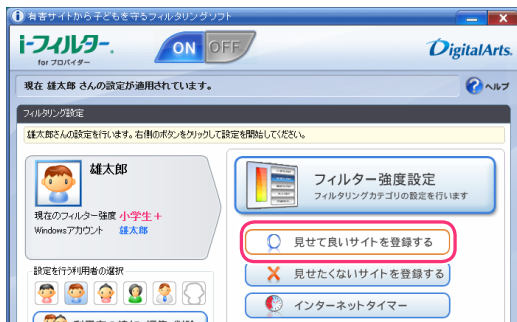 有害サイトから子どもを守るフィルタリングソフト
i-フィルター.
for プロバイダー
ON OFF
DigitalArts.
現在 雄太郎 さんの設定が適用されています。
ヘルプ
フィルタリング設定
雄太郎さんの設定を行います。右側のボタンをクリックして設定を開始してください。
雄太郎
現在のフィルター強度 小学生+
Windowsアカウント 雄太郎
フィルター強度設定
フィルタリングカテゴリの設定を行います
見せて良いサイトを登録する
見せたくないサイトを登録する
インターネットタイマー
設定を行う利用者の選択